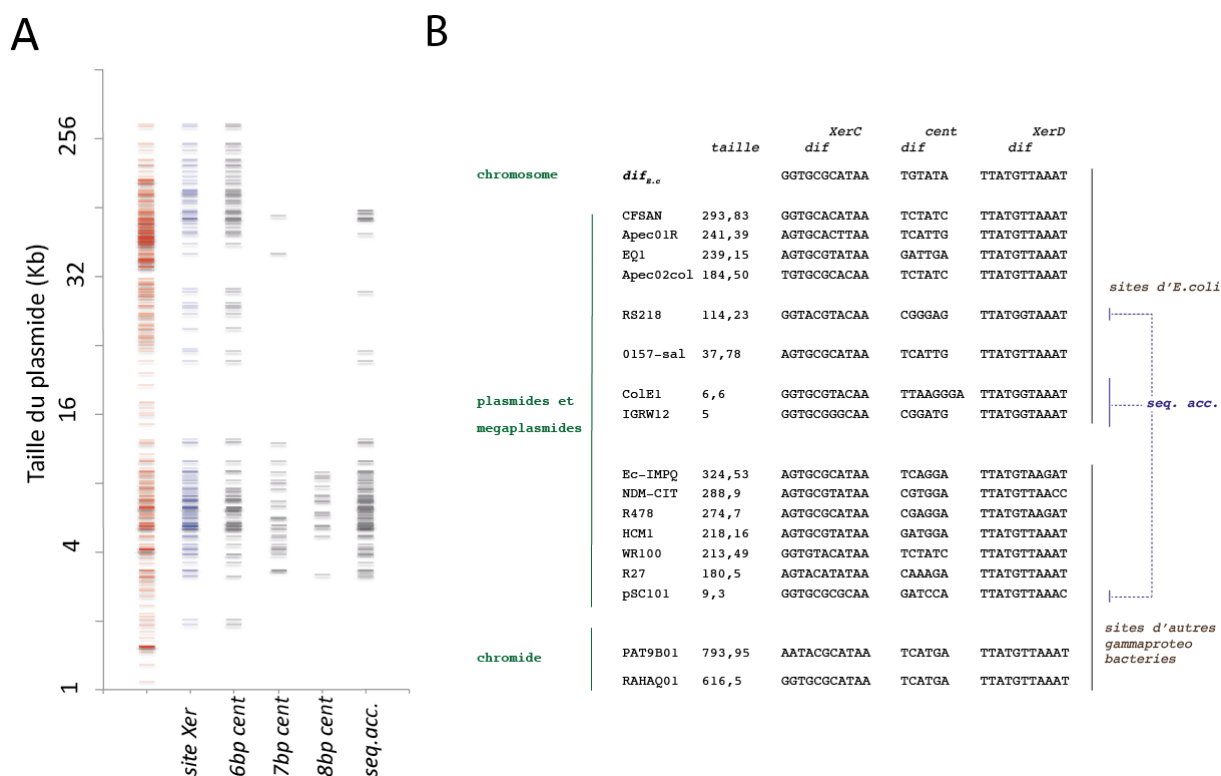 A
B
Taille du plasmide (Kb)
256
32
16
4
1
site Xer
6bp cent
7bp cent
8bp cent
seq.acc.
XerC cent XerD
taille dif dif dif
chromosome dif E.c GGTGCGCATAA TGTATA TTATGTTAAAT
CFSAN 293,83 GGTGCACATAA TCTATC TTATGTTAAAT
Apec01R 241,39 AGTGCACTTAA TCATTG TTATGTTAAAT
EQ1 239,15 AGTGCGTATAA GATTGA TTATGTTAAAT
Apec02col 184,50 TGTGCGCACAA TCTATC TTATGTTAAAT
sites d'E.coli
RS218 114,23 GGTACGTACAA CGGGAG TTATGGTAAAT
0157-sal 37,78 AGTGCGCATAA TCATTG TTATGTTAAAT
plasmides et
megaplasmides
ColE1 6,6 GGTGCGTACAA TTAAGGGA TTATGGTAAAT
IGRW12 5 GGTGCGGGCAA CGGATG TTATGGTAAAT
seq. acc.
,53 AGTGCGCATAA TCAGGA TTATGTAAGAT
NDM-CIT 288,9 AGTGCGTATAA CGTGGA TTATGTTAACC
R478 274,7 AGTGCGCATAA CGAGGA TTATGTAAGAT
HCM1 218,16 AGTGCGTATAA GATGGA TTATGTTAAAT
WR100 213,49 GGTGTACATAA TCTATC TTATGTTAAAT
R27 180,5 AGTACATATAA CAAAGA TTATGTTAAAT
pSC101 9,3 GGTGCGCGCAA GATCCA TTATGTTAAAC
sites d'autres
gammaproteo
bacteries
chromide
PAT9B01 793,95 AATACGCATAA TCATGA TTATGTTAAAT
RAHAQ01 616,5 GGTGCGCATAA TCATGA TTATGTTAAAT